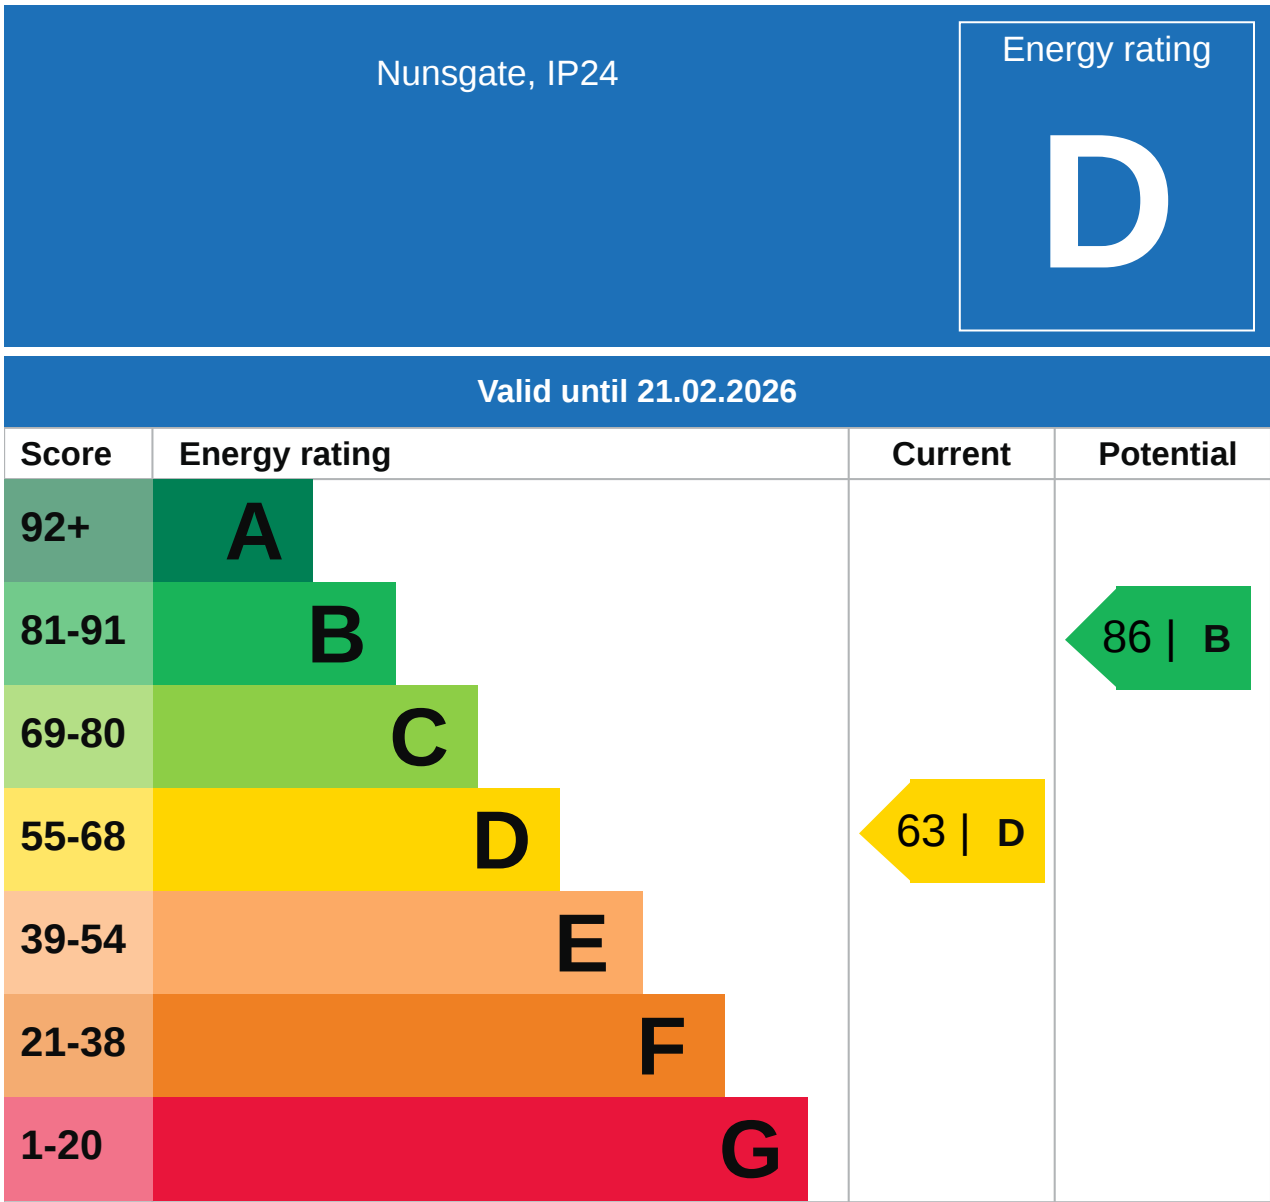 Nunsgate, IP24
Energy rating
D
Valid until 21.02.2026
Score Energy rating Current Potential
92+ A
81-91 B 86 | B
69-80 C
55-68 D 63 | D
39-54 E
21-38 F
1-20 G